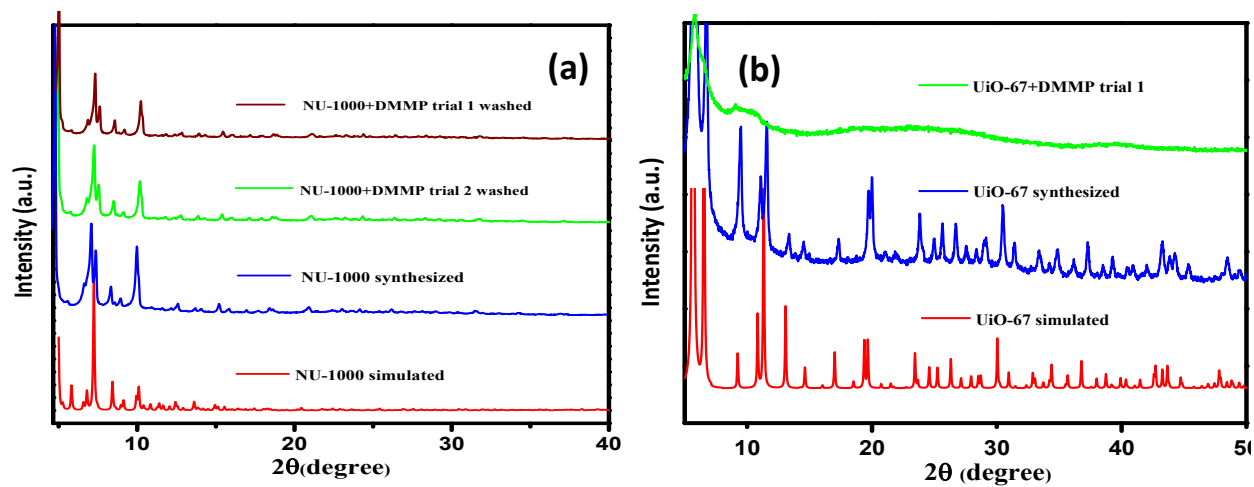 (a)
NU-1000+DMMP trial 1 washed
NU-1000+DMMP trial 2 washed
NU-1000 synthesized
NU-1000 simulated
Intensity (a.u.)
10
20
30
40
2θ(degree)
(b)
UiO-67+DMMP trial 1
UiO-67 synthesized
UiO-67 simulated
Intensity (a.u.)
10
20
30
40
50
2θ (degree)